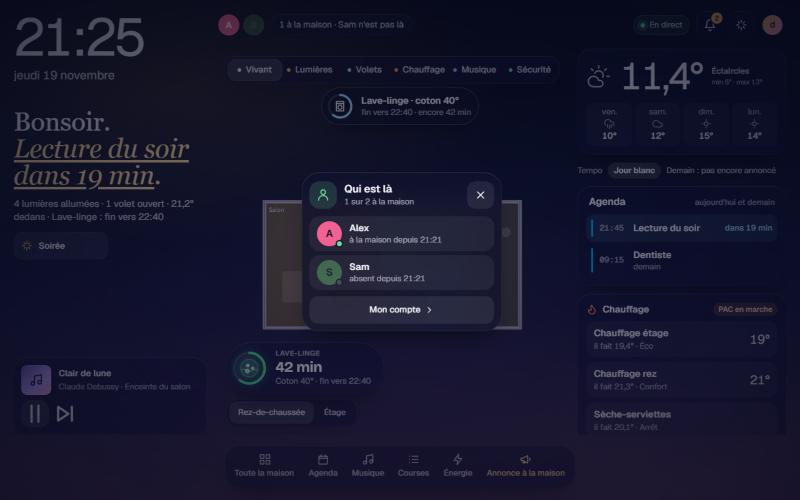 21:25
jeudi 19 novembre
Bonsoir.
Lecture du soir
dans 19 min.
4 lumières allumées · 1 volet ouvert · 21,2°
dedans · Lave-linge : fin vers 22:40
Soirée
Clair de lune
Claude Debussy · Enceinte du salon
A
S
1 à la maison · Sam n'est pas là
Vivant
Lumières
Volets
Chauffage
Musique
Sécurité
Lave-linge · coton 40°
fin vers 22:40 · encore 42 min
Salon
Qui est là
1 sur 2 à la maison
A
Alex
à la maison depuis 21:21
S
Sam
absent depuis 21:21
Mon compte
LAVE-LINGE
42 min
Coton 40° · fin vers 22:40
Rez-de-chaussée
Étage
Toute la maison
Agenda
Musique
Courses
Énergie
Annonce à la maison
En direct
2
d
11,4°
Éclaircies
min 6° · max 13°
ven.
10°
sam.
12°
dim.
15°
lun.
14°
Tempo
Jour blanc
Demain : pas encore annoncé
Agenda
aujourd'hui et demain
21:45
Lecture du soir
dans 19 min
09:15
Dentiste
demain
Chauffage
PAC en marche
Chauffage étage
il fait 19,4° · Éco
19°
Chauffage rez
il fait 21,3° · Confort
21°
Sèche-serviettes
il fait 20,1° · Arrêt